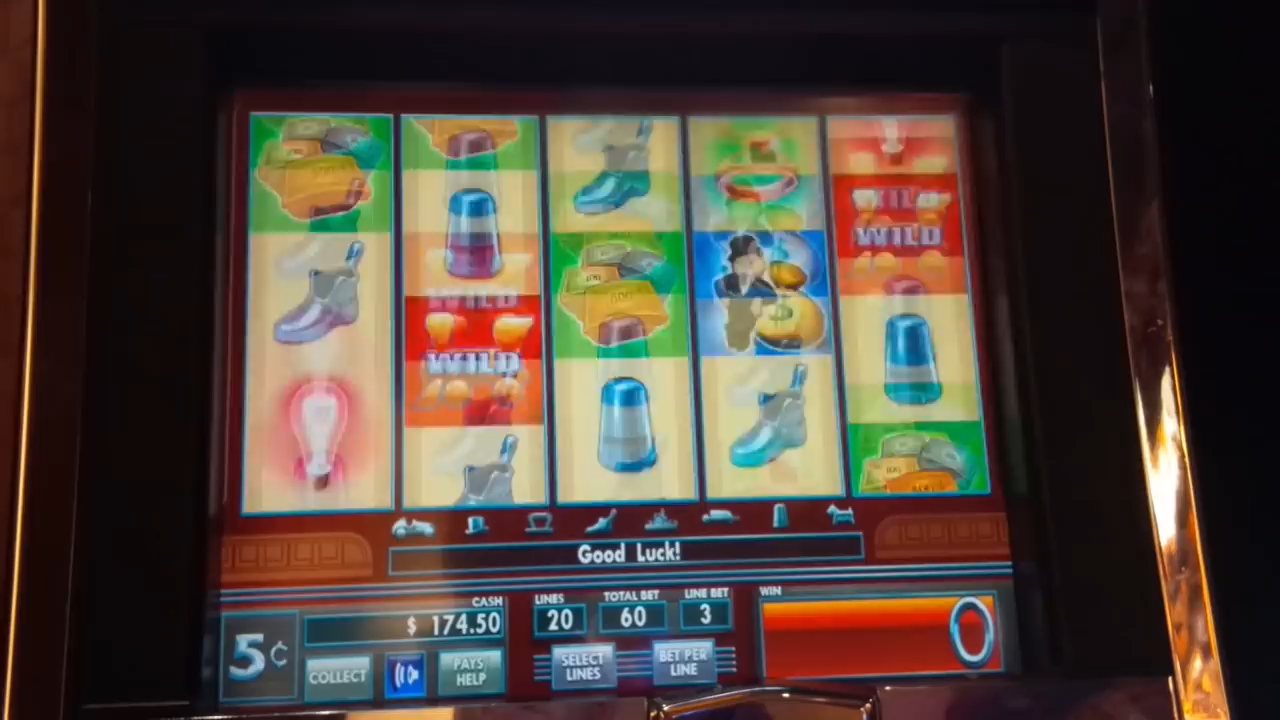 WILD
WILD
WILD
WILD
Good Luck!
CASH
LINES
TOTAL BET
LINE BET
WIN
5¢
$ 174.50
20
60
3
0
COLLECT
PAYS
HELP
SELECT
LINES
BET PER
LINE